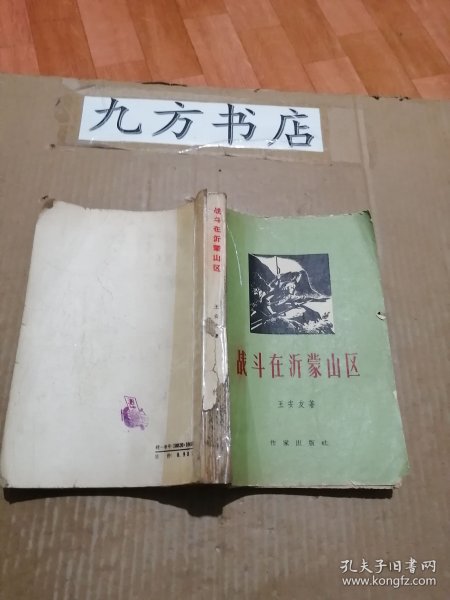 九方书店
战斗在沂蒙山区
王安
战斗在沂蒙山区
王安友著
作家出版社
孔夫子旧书网
www.kongfz.com